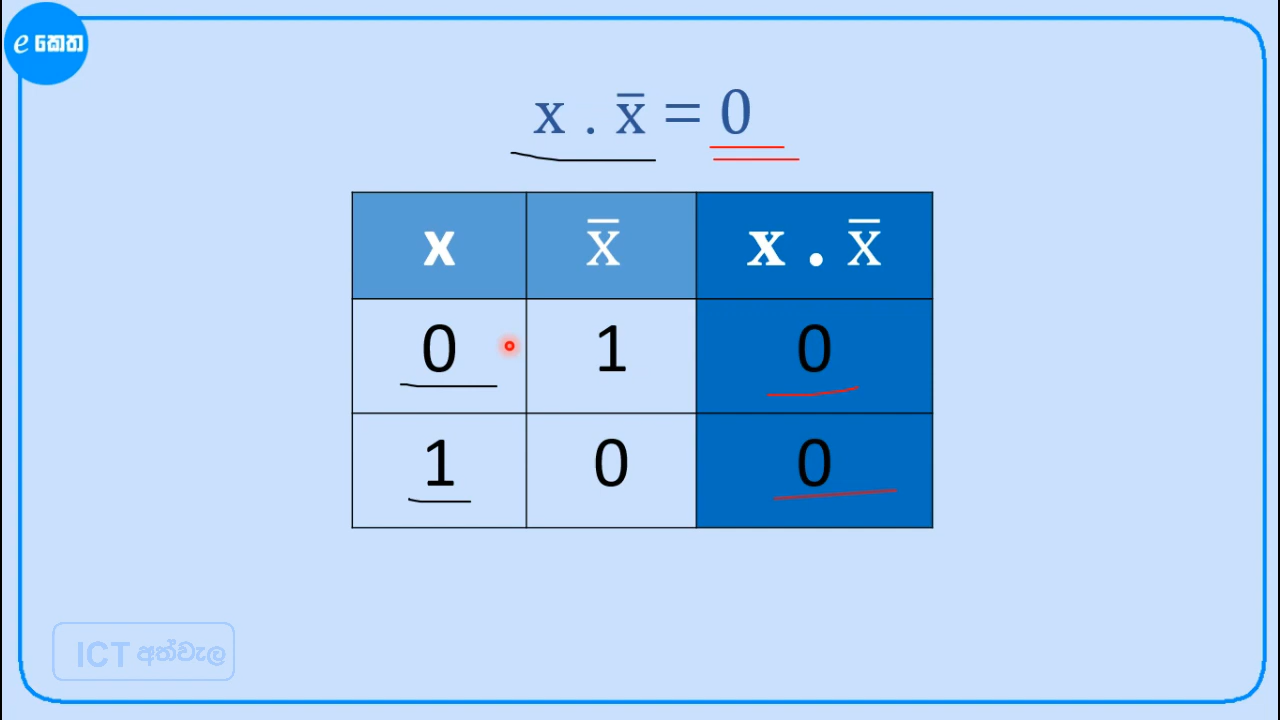 e කෙත
x . x̅ = 0
x x̅ x . x̅
0 1 0
1 0 0
ICT අත්වැල